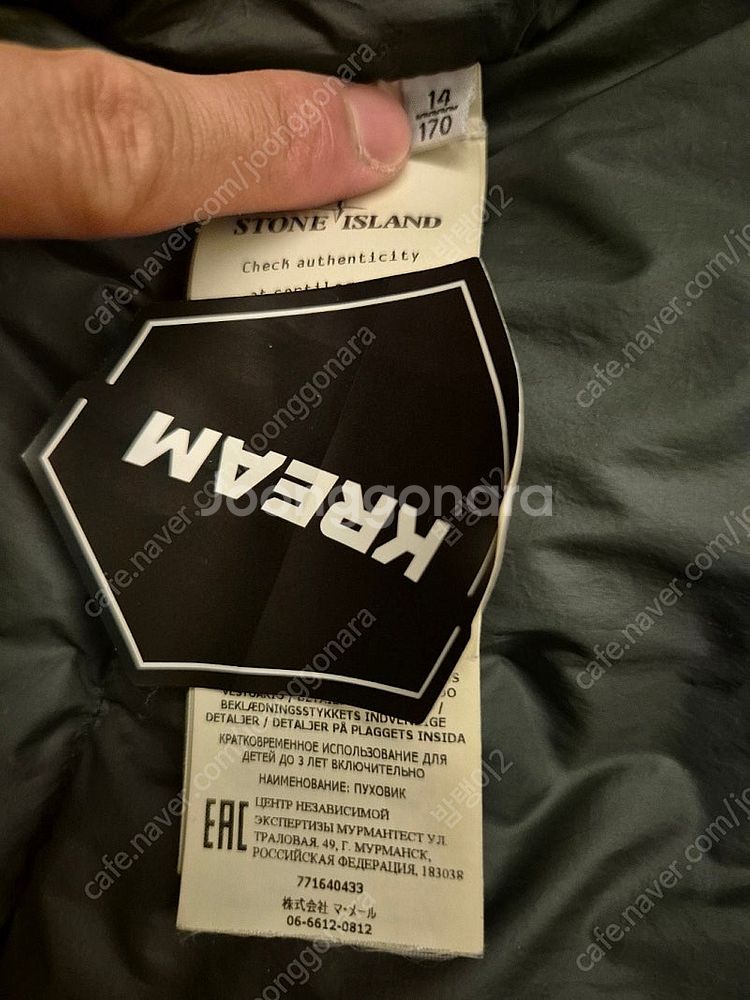 14
170
STONE ISLAND
Check authenticity
KREAM
Joonggonara
BEKLÆDNINGSSTYKKETS INDVENDIGE
DETALJER / DETALJER PÅ PLAGGETS INSIDA
КРАТКОВРЕМЕННОЕ ИСПОЛЬЗОВАНИЕ ДЛЯ
ДЕТЕЙ ДО 3 ЛЕТ ВКЛЮЧИТЕЛЬНО
НАИМЕНОВАНИЕ: ПУХОВИК
EAC
ЦЕНТР НЕЗАВИСИМОЙ
ЭКСПЕРТИЗЫ МУРМАНТЕСТ УЛ.
ТРАЛОВАЯ. 49, Г. МУРМАНСК,
РОССИЙСКАЯ ФЕДЕРАЦИЯ, 183038
771640433
株式会社 マ・メール
06-6612-0812
cafe.naver.com/joonggonara